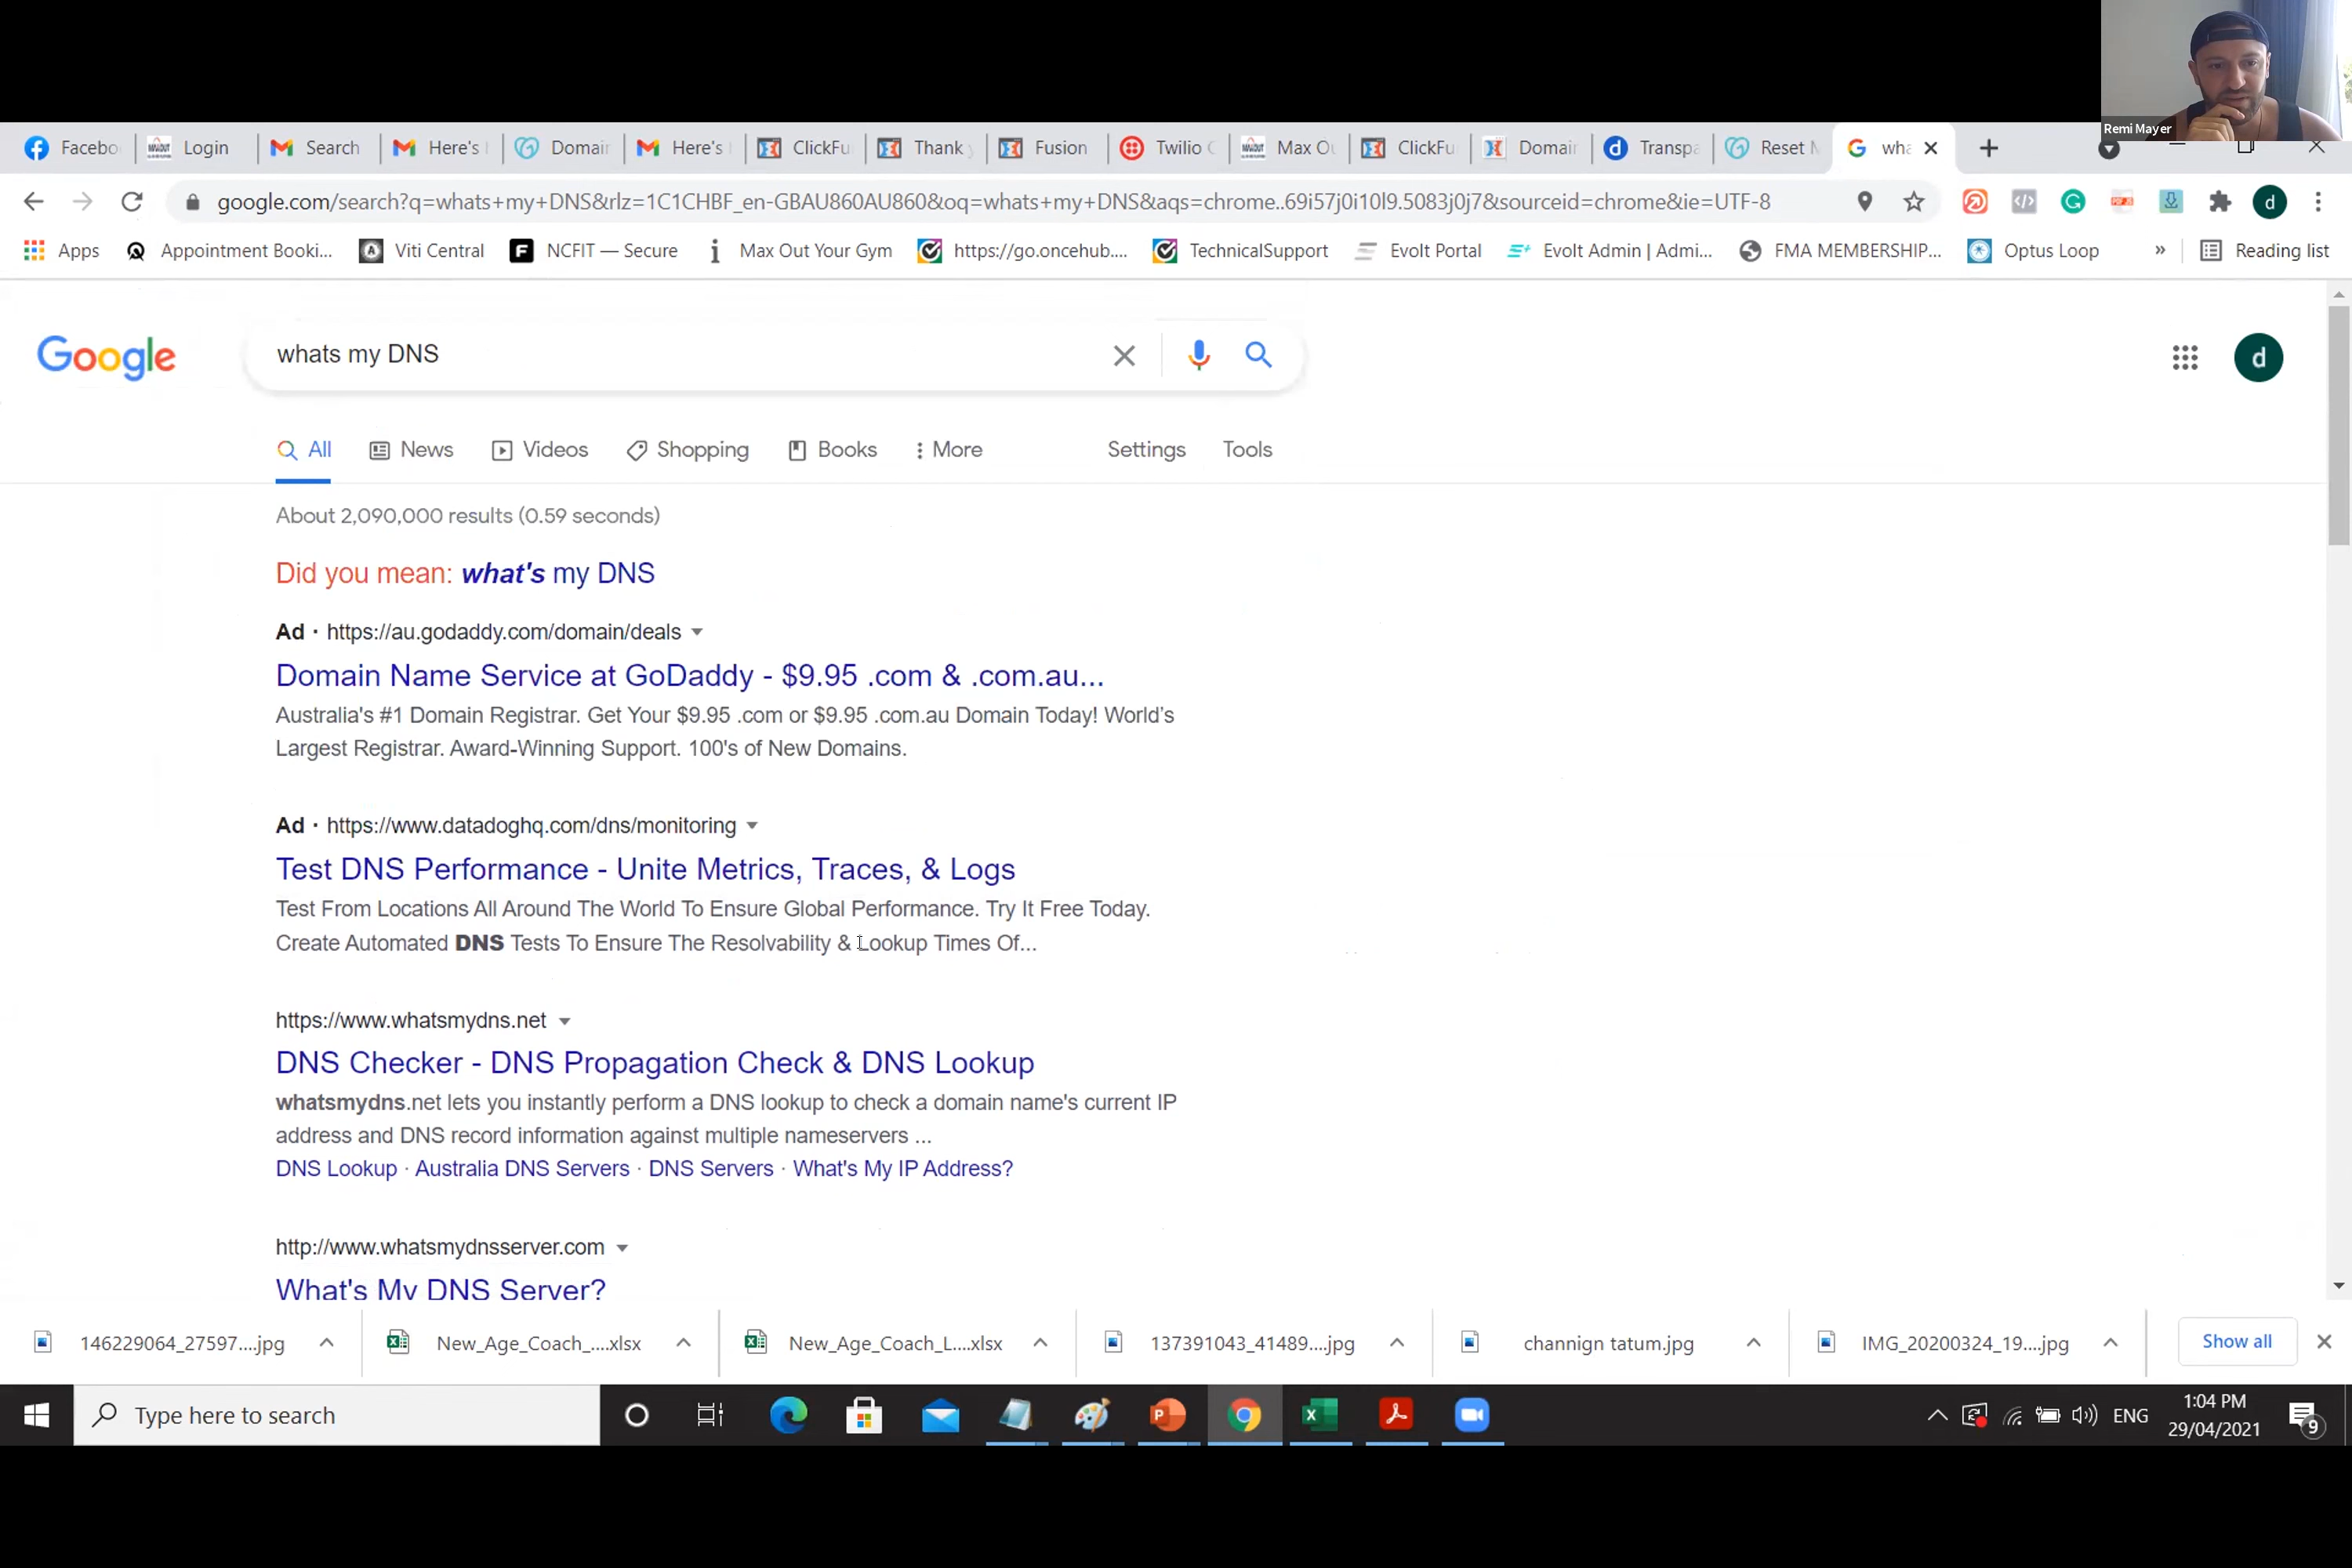 Remi Mayer
Facebo
Login
Search
Here's
Domain
Here's
ClickFu
Thank
Fusion
Twilio
Max Ou
ClickFu
Domain
Transpa
Reset
wha
google.com/search?q=whats+my+DNS&rlz=1C1CHBF_en-GBAU860AU860&oq=whats+my+DNS&aqs=chrome..69i57j0i10l9.5083j0j7&sourceid=chrome&ie=UTF-8
d
Apps
Appointment Booki...
Viti Central
NCFIT — Secure
Max Out Your Gym
https://go.oncehub....
TechnicalSupport
Evolt Portal
Evolt Admin | Admi...
FMA MEMBERSHIP...
Optus Loop
»
Reading list
Google
whats my DNS
d
All
News
Videos
Shopping
Books
More
Settings
Tools
About 2,090,000 results (0.59 seconds)
Did you mean: what's my DNS
Ad · https://au.godaddy.com/domain/deals
Domain Name Service at GoDaddy - $9.95 .com & .com.au...
Australia's #1 Domain Registrar. Get Your $9.95 .com or $9.95 .com.au Domain Today! World's
Largest Registrar. Award-Winning Support. 100's of New Domains.
Ad · https://www.datadoghq.com/dns/monitoring
Test DNS Performance - Unite Metrics, Traces, & Logs
Test From Locations All Around The World To Ensure Global Performance. Try It Free Today.
Create Automated DNS Tests To Ensure The Resolvability & Lookup Times Of...
https://www.whatsmydns.net
DNS Checker - DNS Propagation Check & DNS Lookup
whatsmydns.net lets you instantly perform a DNS lookup to check a domain name's current IP
address and DNS record information against multiple nameservers ...
DNS Lookup · Australia DNS Servers · DNS Servers · What's My IP Address?
http://www.whatsmydnsserver.com
What's My DNS Server?
146229064_27597....jpg
New_Age_Coach_....xlsx
New_Age_Coach_L....xlsx
137391043_41489....jpg
channign tatum.jpg
IMG_20200324_19....jpg
Show all
Type here to search
ENG
1:04 PM
29/04/2021
9